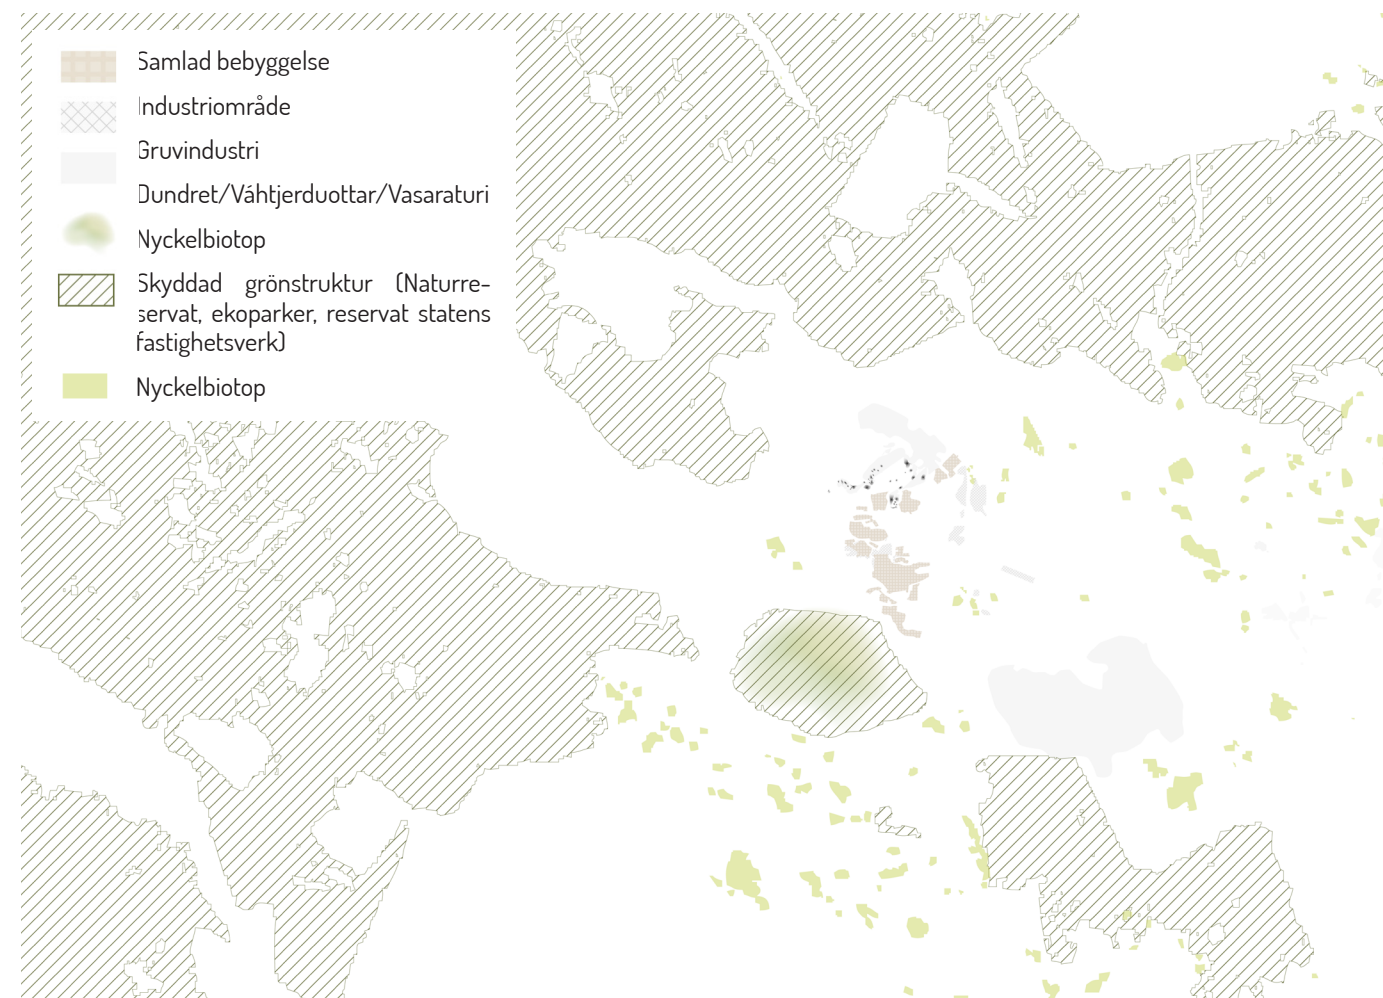 Samlad bebyggelse
Industriområde
Gruvindustri
Dundret/Váhtjerduottar/Vasaraturi
Nyckelbiotop
Skyddad grönstruktur (Naturre-
servat, ekoparker, reservat statens
fastighetsverk)
Nyckelbiotop